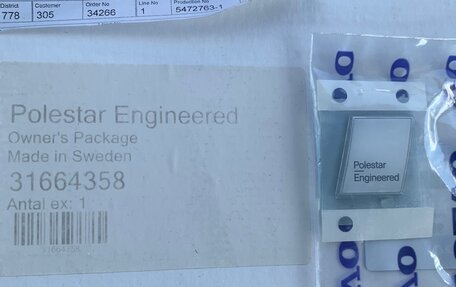 District Customer Order No Line No Production No
778 305 34266 1 5472763-1
Polestar Engineered
Owner's Package
Made in Sweden
31664358
Antal ex: 1
31664358
Polestar
Engineered